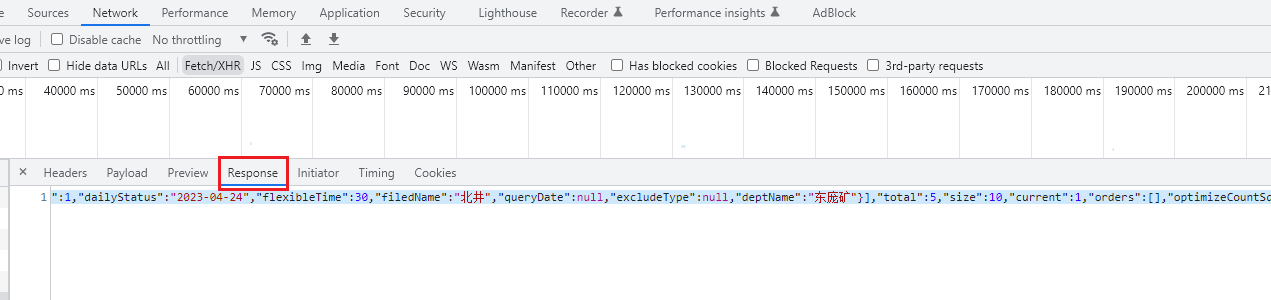 Sources Network Performance Memory Application Security Lighthouse Recorder Performance insights AdBlock
ve log Disable cache No throttling
Invert Hide data URLs All Fetch/XHR JS CSS Img Media Font Doc WS Wasm Manifest Other Has blocked cookies Blocked Requests 3rd-party requests
0 ms 40000 ms 50000 ms 60000 ms 70000 ms 80000 ms 90000 ms 100000 ms 110000 ms 120000 ms 130000 ms 140000 ms 150000 ms 160000 ms 170000 ms 180000 ms 190000 ms 200000 ms 21
× Headers Payload Preview Response Initiator Timing Cookies
1 ":1,"dailyStatus":"2023-04-24","flexibleTime":30,"filedName":"北井","queryDate":null,"excludeType":null,"deptName":"东庞矿"}],"total":5,"size":10,"current":1,"orders":[],"optimizeCountSq